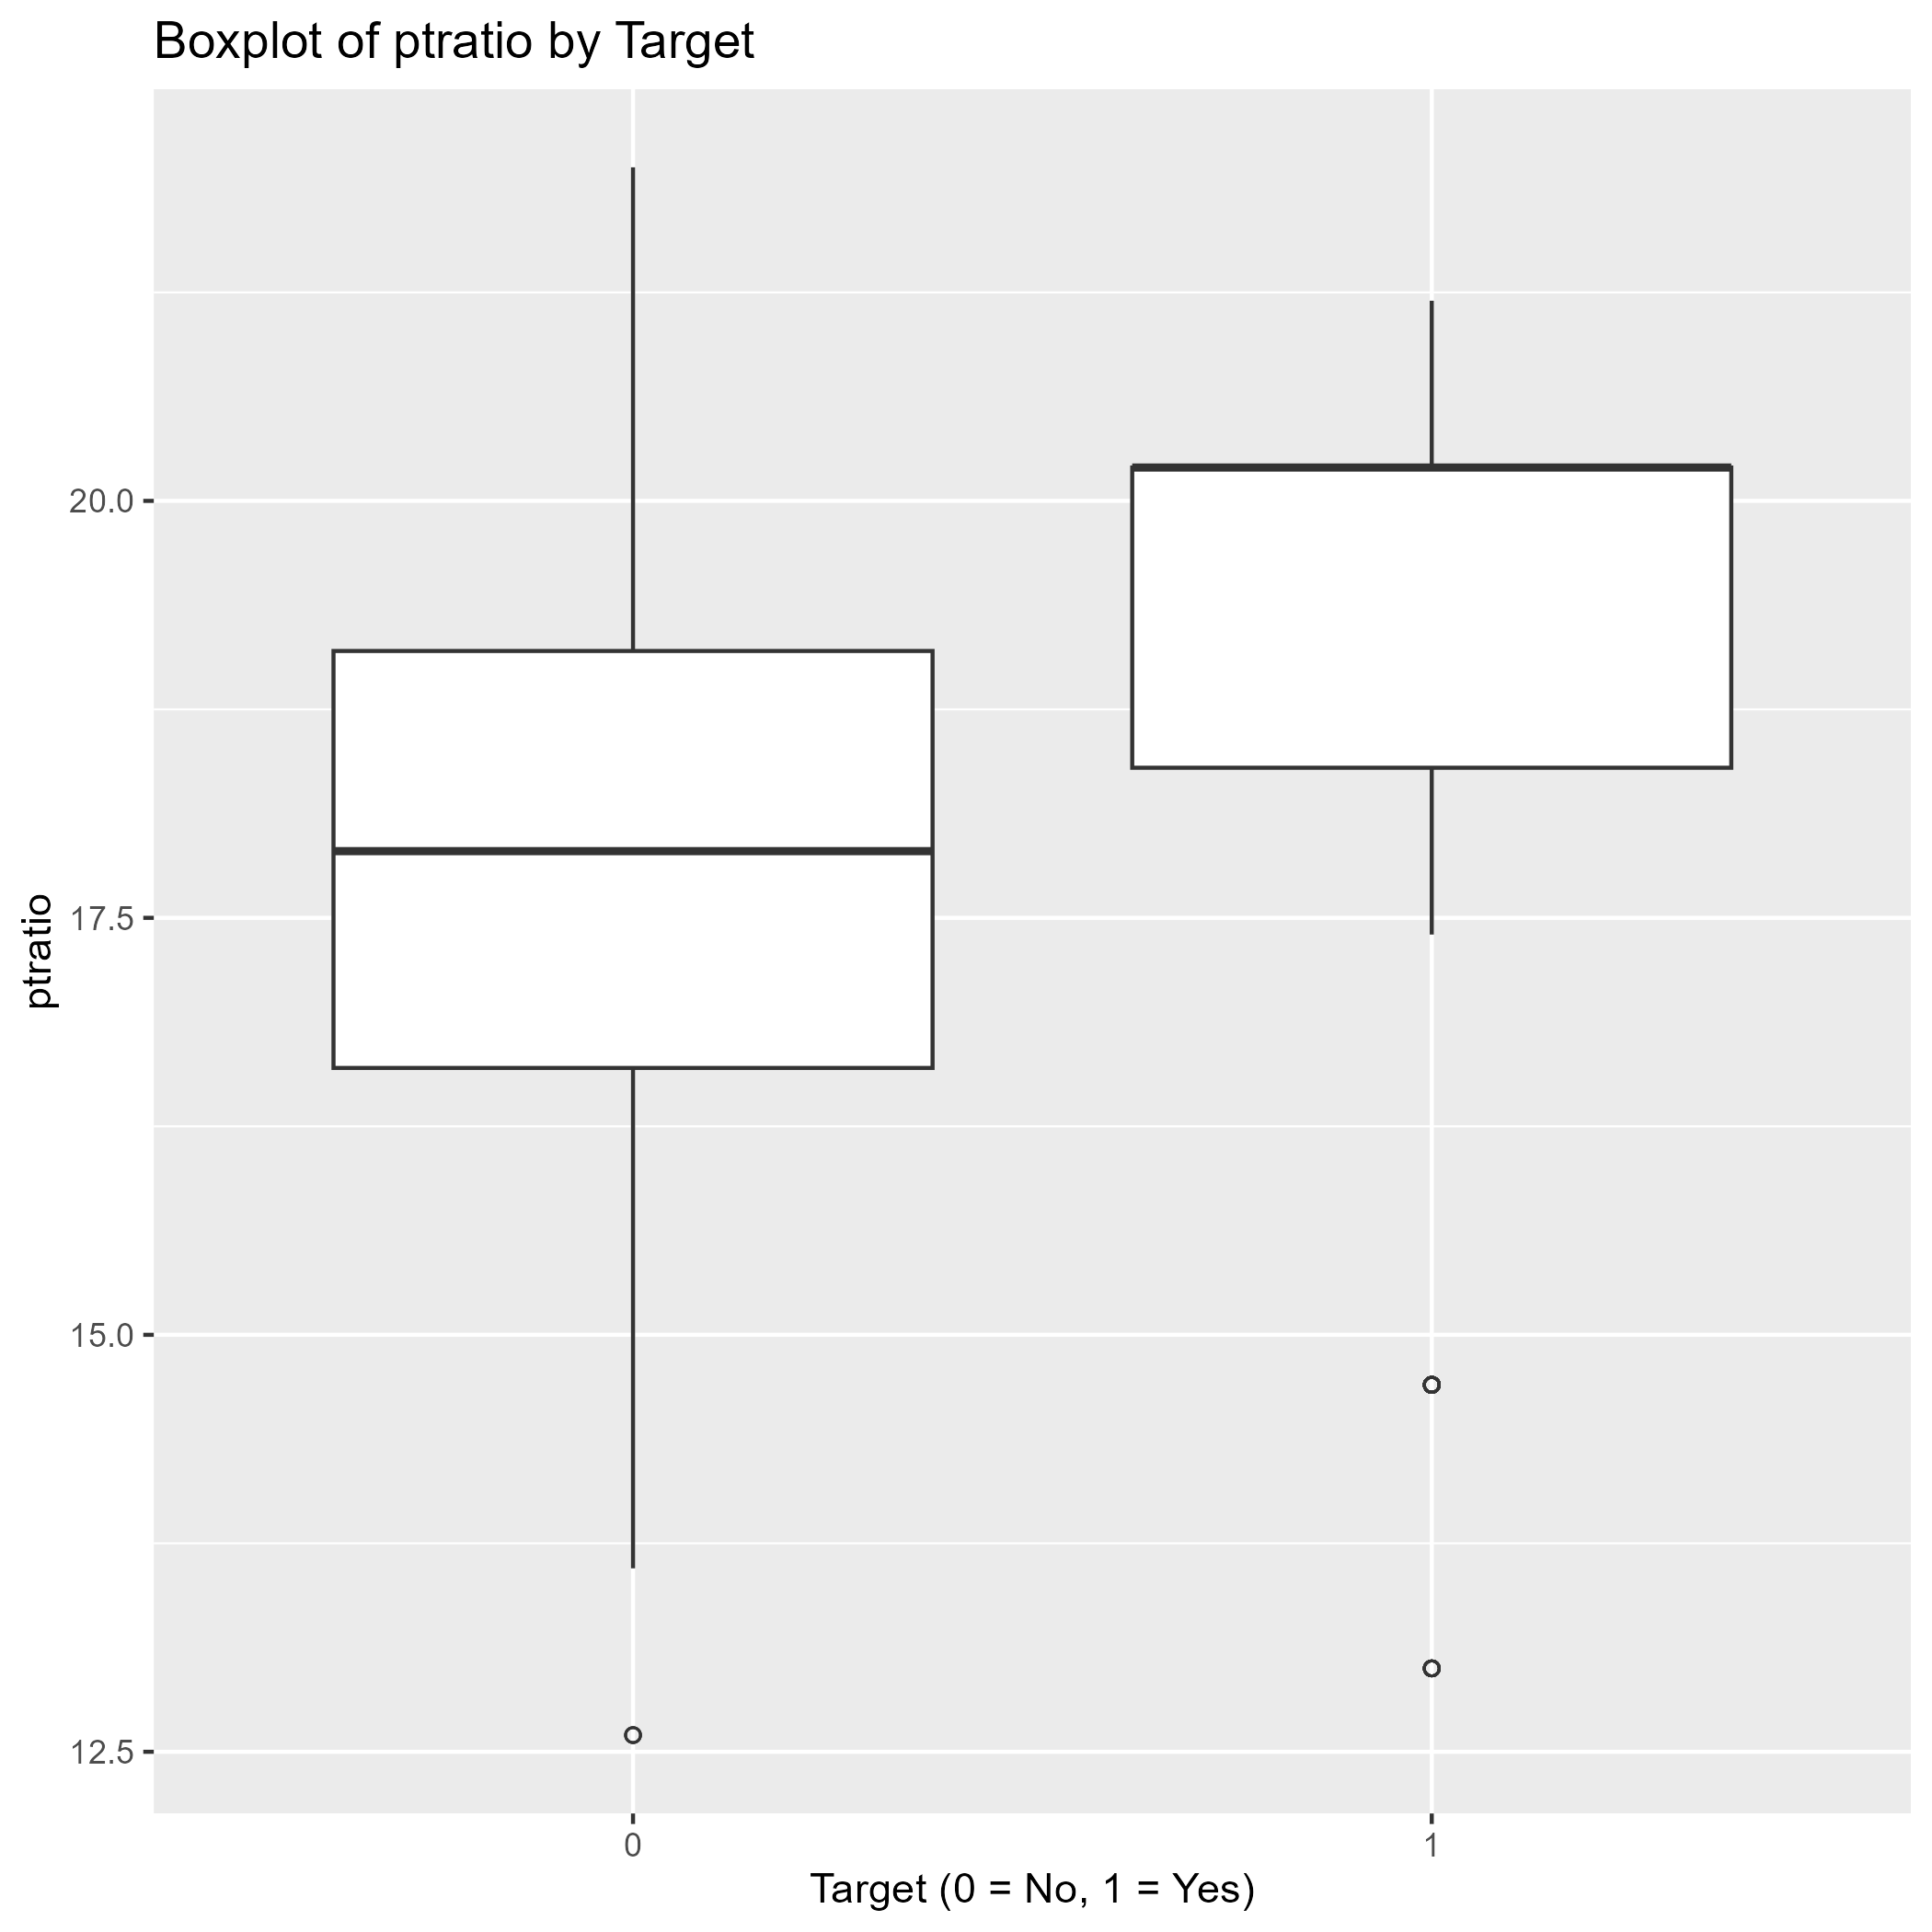 Boxplot of ptratio by Target
ptratio
20.0
17.5
15.0
12.5
0
1
Target (0 = No, 1 = Yes)